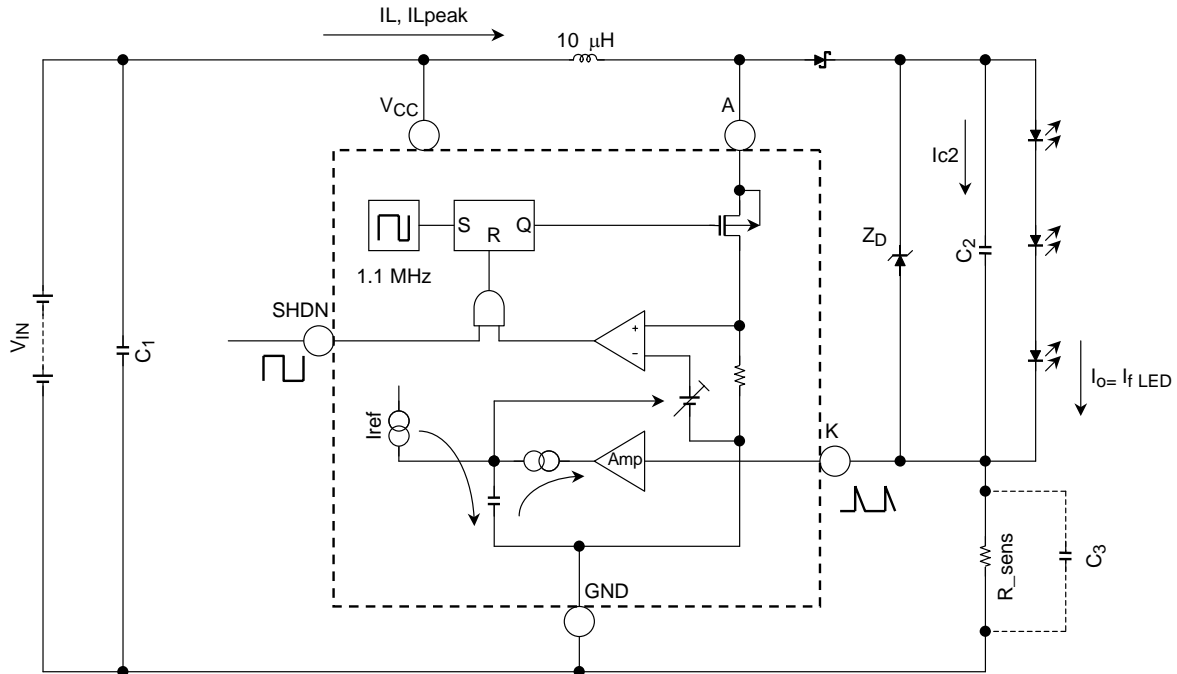 IL, ILpeak
10 μH
VCC
A
Ic2
S
R
Q
ZD
C2
1.1 MHz
SHDN
VIN
C1
+
−
Io= If LED
Iref
K
Amp
R_sens
C3
GND